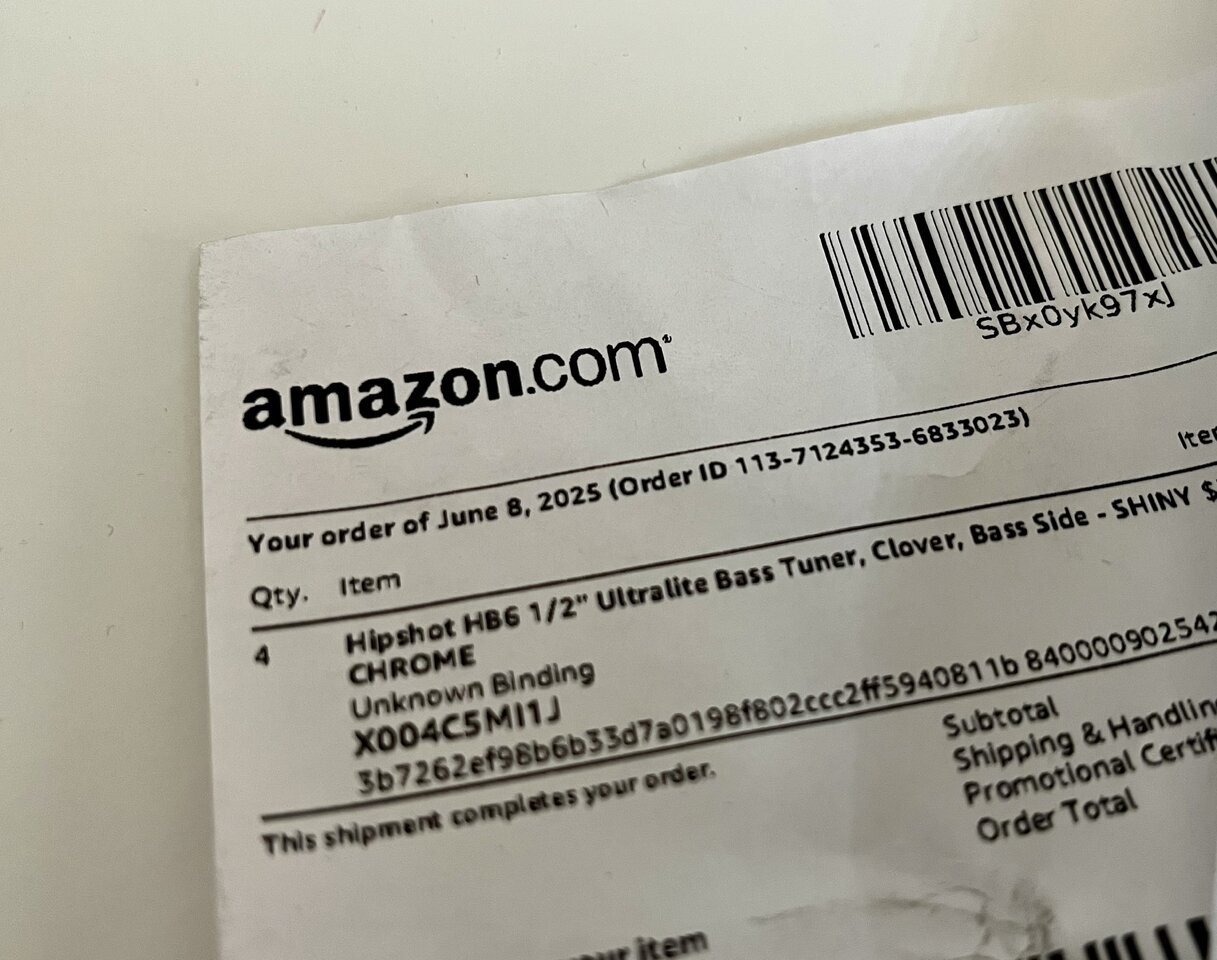 SBx0yk97xJ
amazon.com
Your order of June 8, 2025 (Order ID 113-7124353-6833023)
Qty. Item
4 Hipshot HB6 1/2" Ultralite Bass Tuner, Clover, Bass Side - SHINY $
CHROME
Unknown Binding
X004C5MI1J
3b7262ef98b6b33d7a0198f802ccc2ff5940811b 840000902542
This shipment completes your order.
Subtotal
Shipping & Handling
Promotional Certif
Order Total
our item